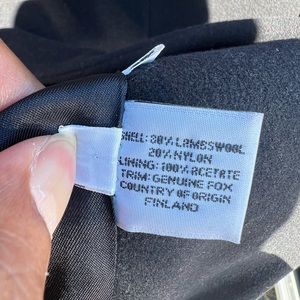 SHELL: 80% LAMBSWOOL
20% NYLON
LINING: 100% ACETATE
TRIM: GENUINE FOX
COUNTRY OF ORIGIN
FINLAND